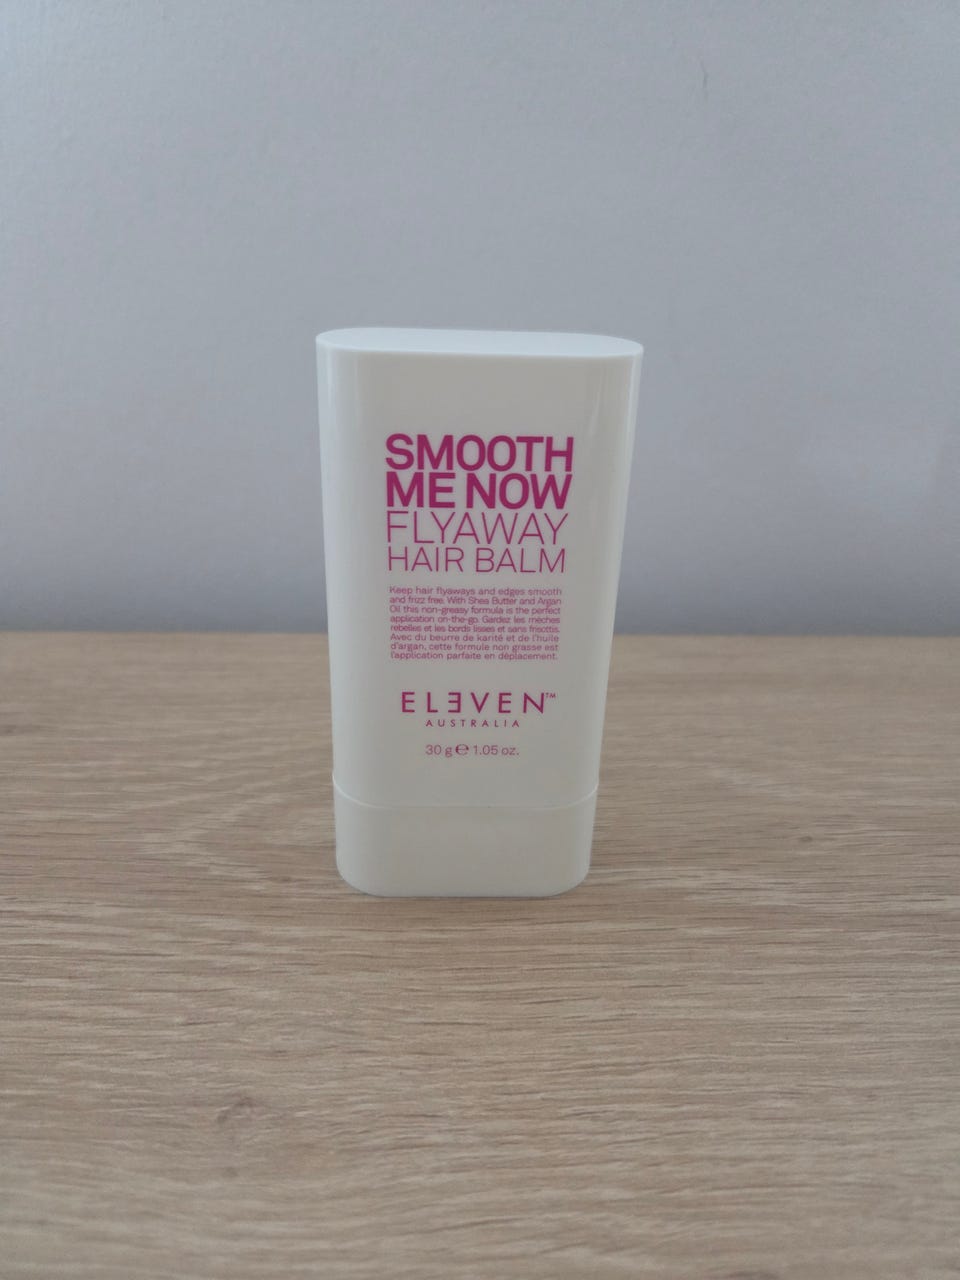 SMOOTH
ME NOW
FLYAWAY
HAIR BALM
Keep hair flyaways and edges smooth
and frizz free. With Shea Butter and Argan
Oil this non-greasy formula is the perfect
application on-the-go. Gardez les mèches
rebelles et les bords lisses et sans frisottis.
Avec du beurre de karité et de l'huile
d'argan, cette formule non grasse est
l'application parfaite en déplacement.
ELEVEN™
AUSTRALIA
30 g ℮ 1.05 oz.